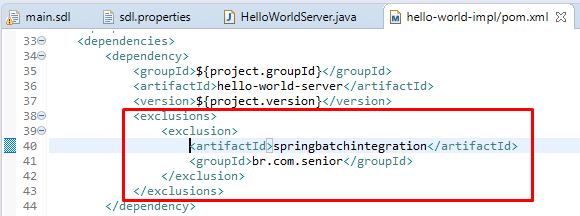 main.sdl sdl.properties HelloWorldServer.java hello-world-impl/pom.xml
33 <dependencies>
34 <dependency>
35 <groupId>${project.groupId}</groupId>
36 <artifactId>hello-world-server</artifactId>
37 <version>${project.version}</version>
38 <exclusions>
39 <exclusion>
40 <artifactId>springbatchintegration</artifactId>
41 <groupId>br.com.senior</groupId>
42 </exclusion>
43 </exclusions>
44 </dependency>